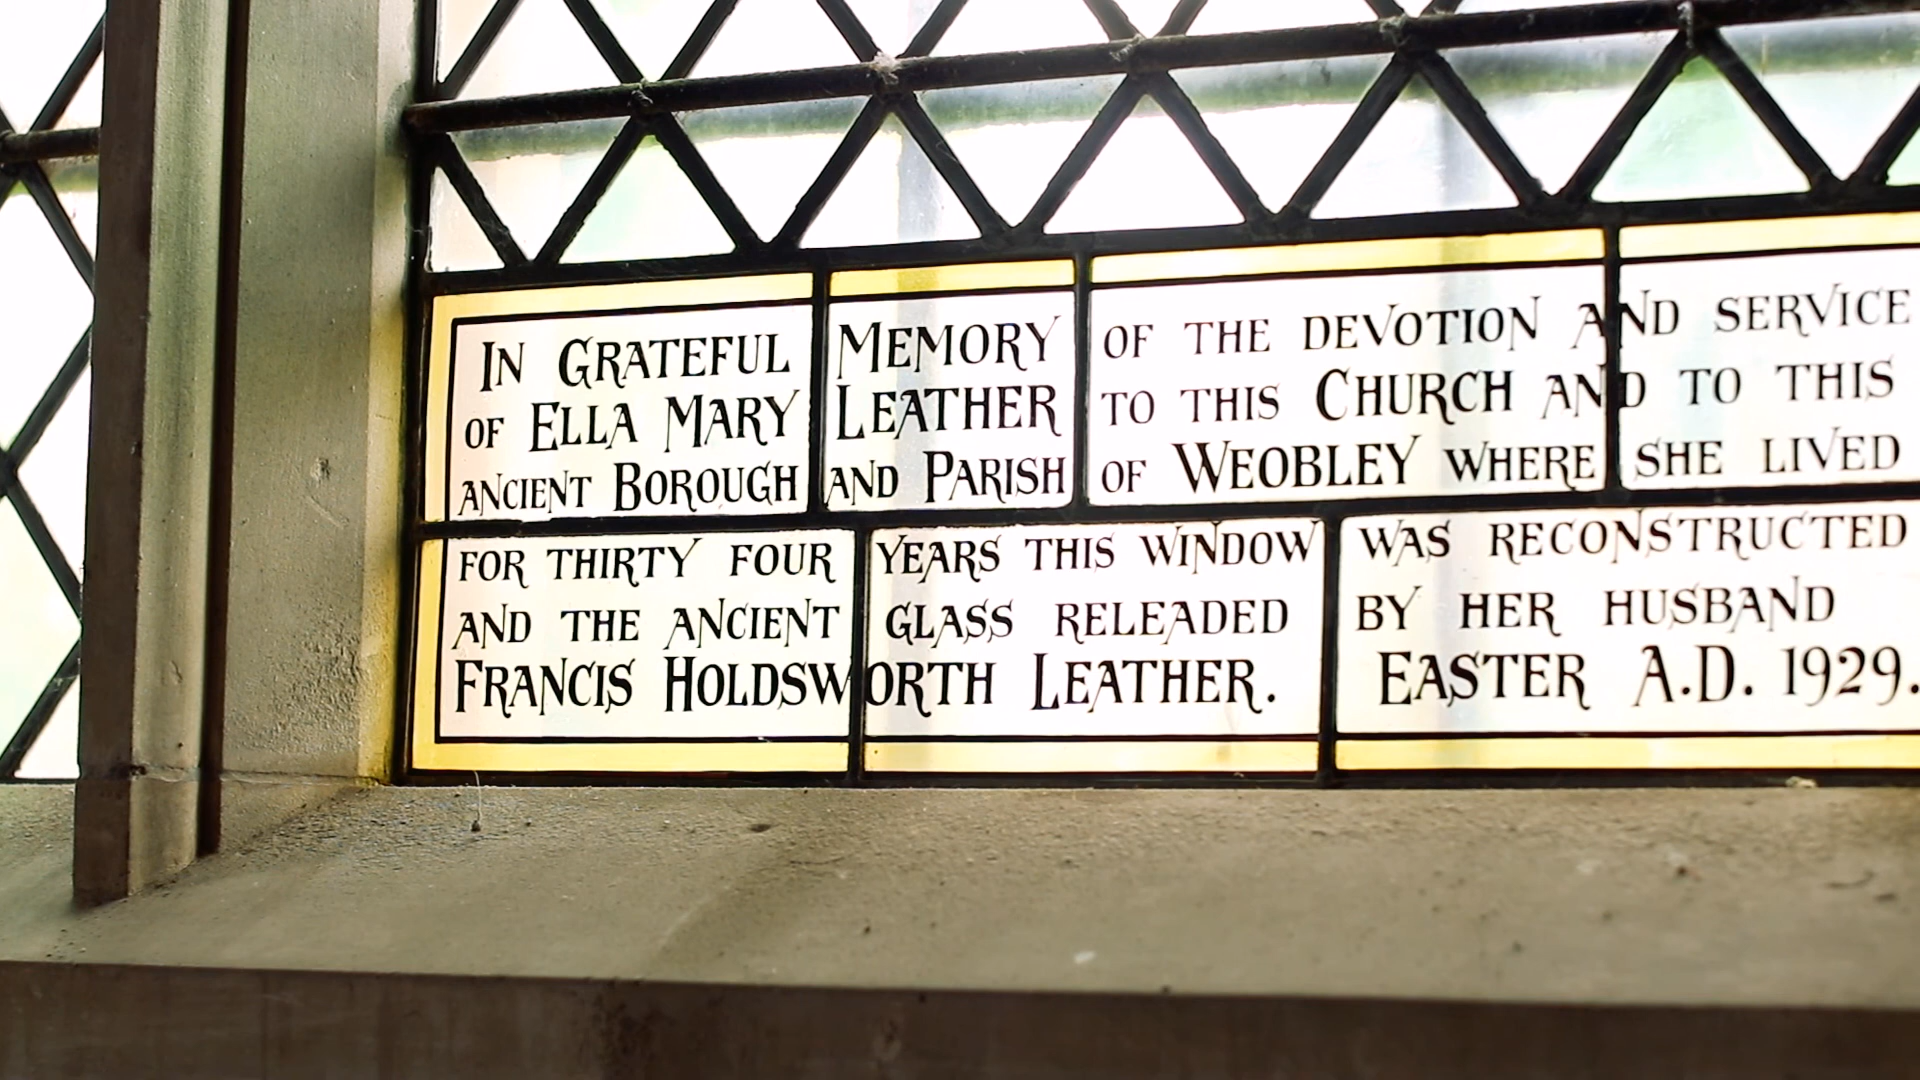 IN GRATEFUL MEMORY OF THE DEVOTION AND SERVICE
OF ELLA MARY LEATHER TO THIS CHURCH AND TO THIS
ANCIENT BOROUGH AND PARISH OF WEOBLEY WHERE SHE LIVED
FOR THIRTY FOUR YEARS THIS WINDOW WAS RECONSTRUCTED
AND THE ANCIENT GLASS RELEADED BY HER HUSBAND
FRANCIS HOLDSWORTH LEATHER. EASTER A.D. 1929.